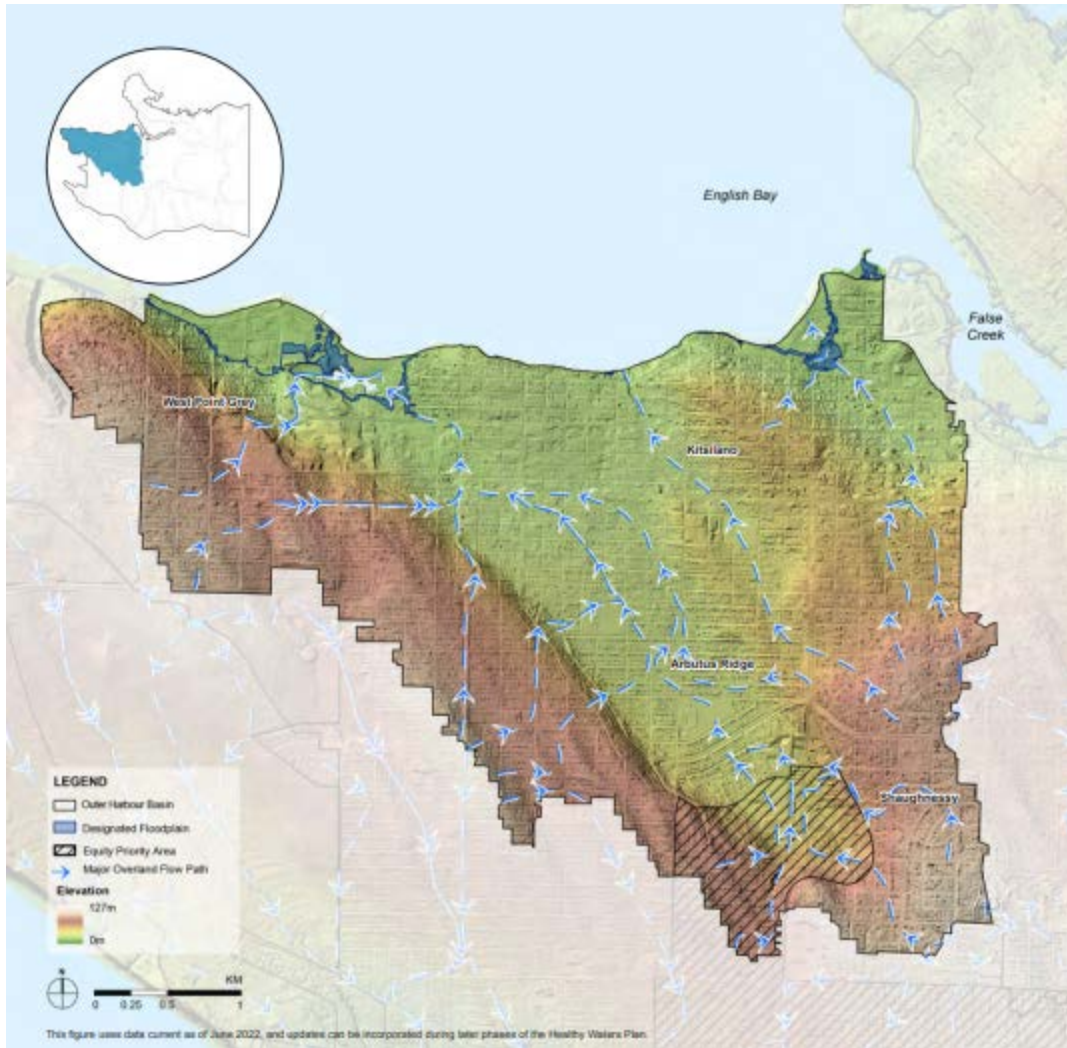 English Bay
False
Creek
West Point Grey
Kitsilano
Arbutus Ridge
Shaughnessy
LEGEND
Outer Harbour Basin
Designated Floodplain
Equity Priority Area
Major Overland Flow Path
Elevation
127m
0m
N
KM
0 0.25 0.5 1
This figure uses data current as of June 2022, and updates can be incorporated during later phases of the Healthy Waters Plan.